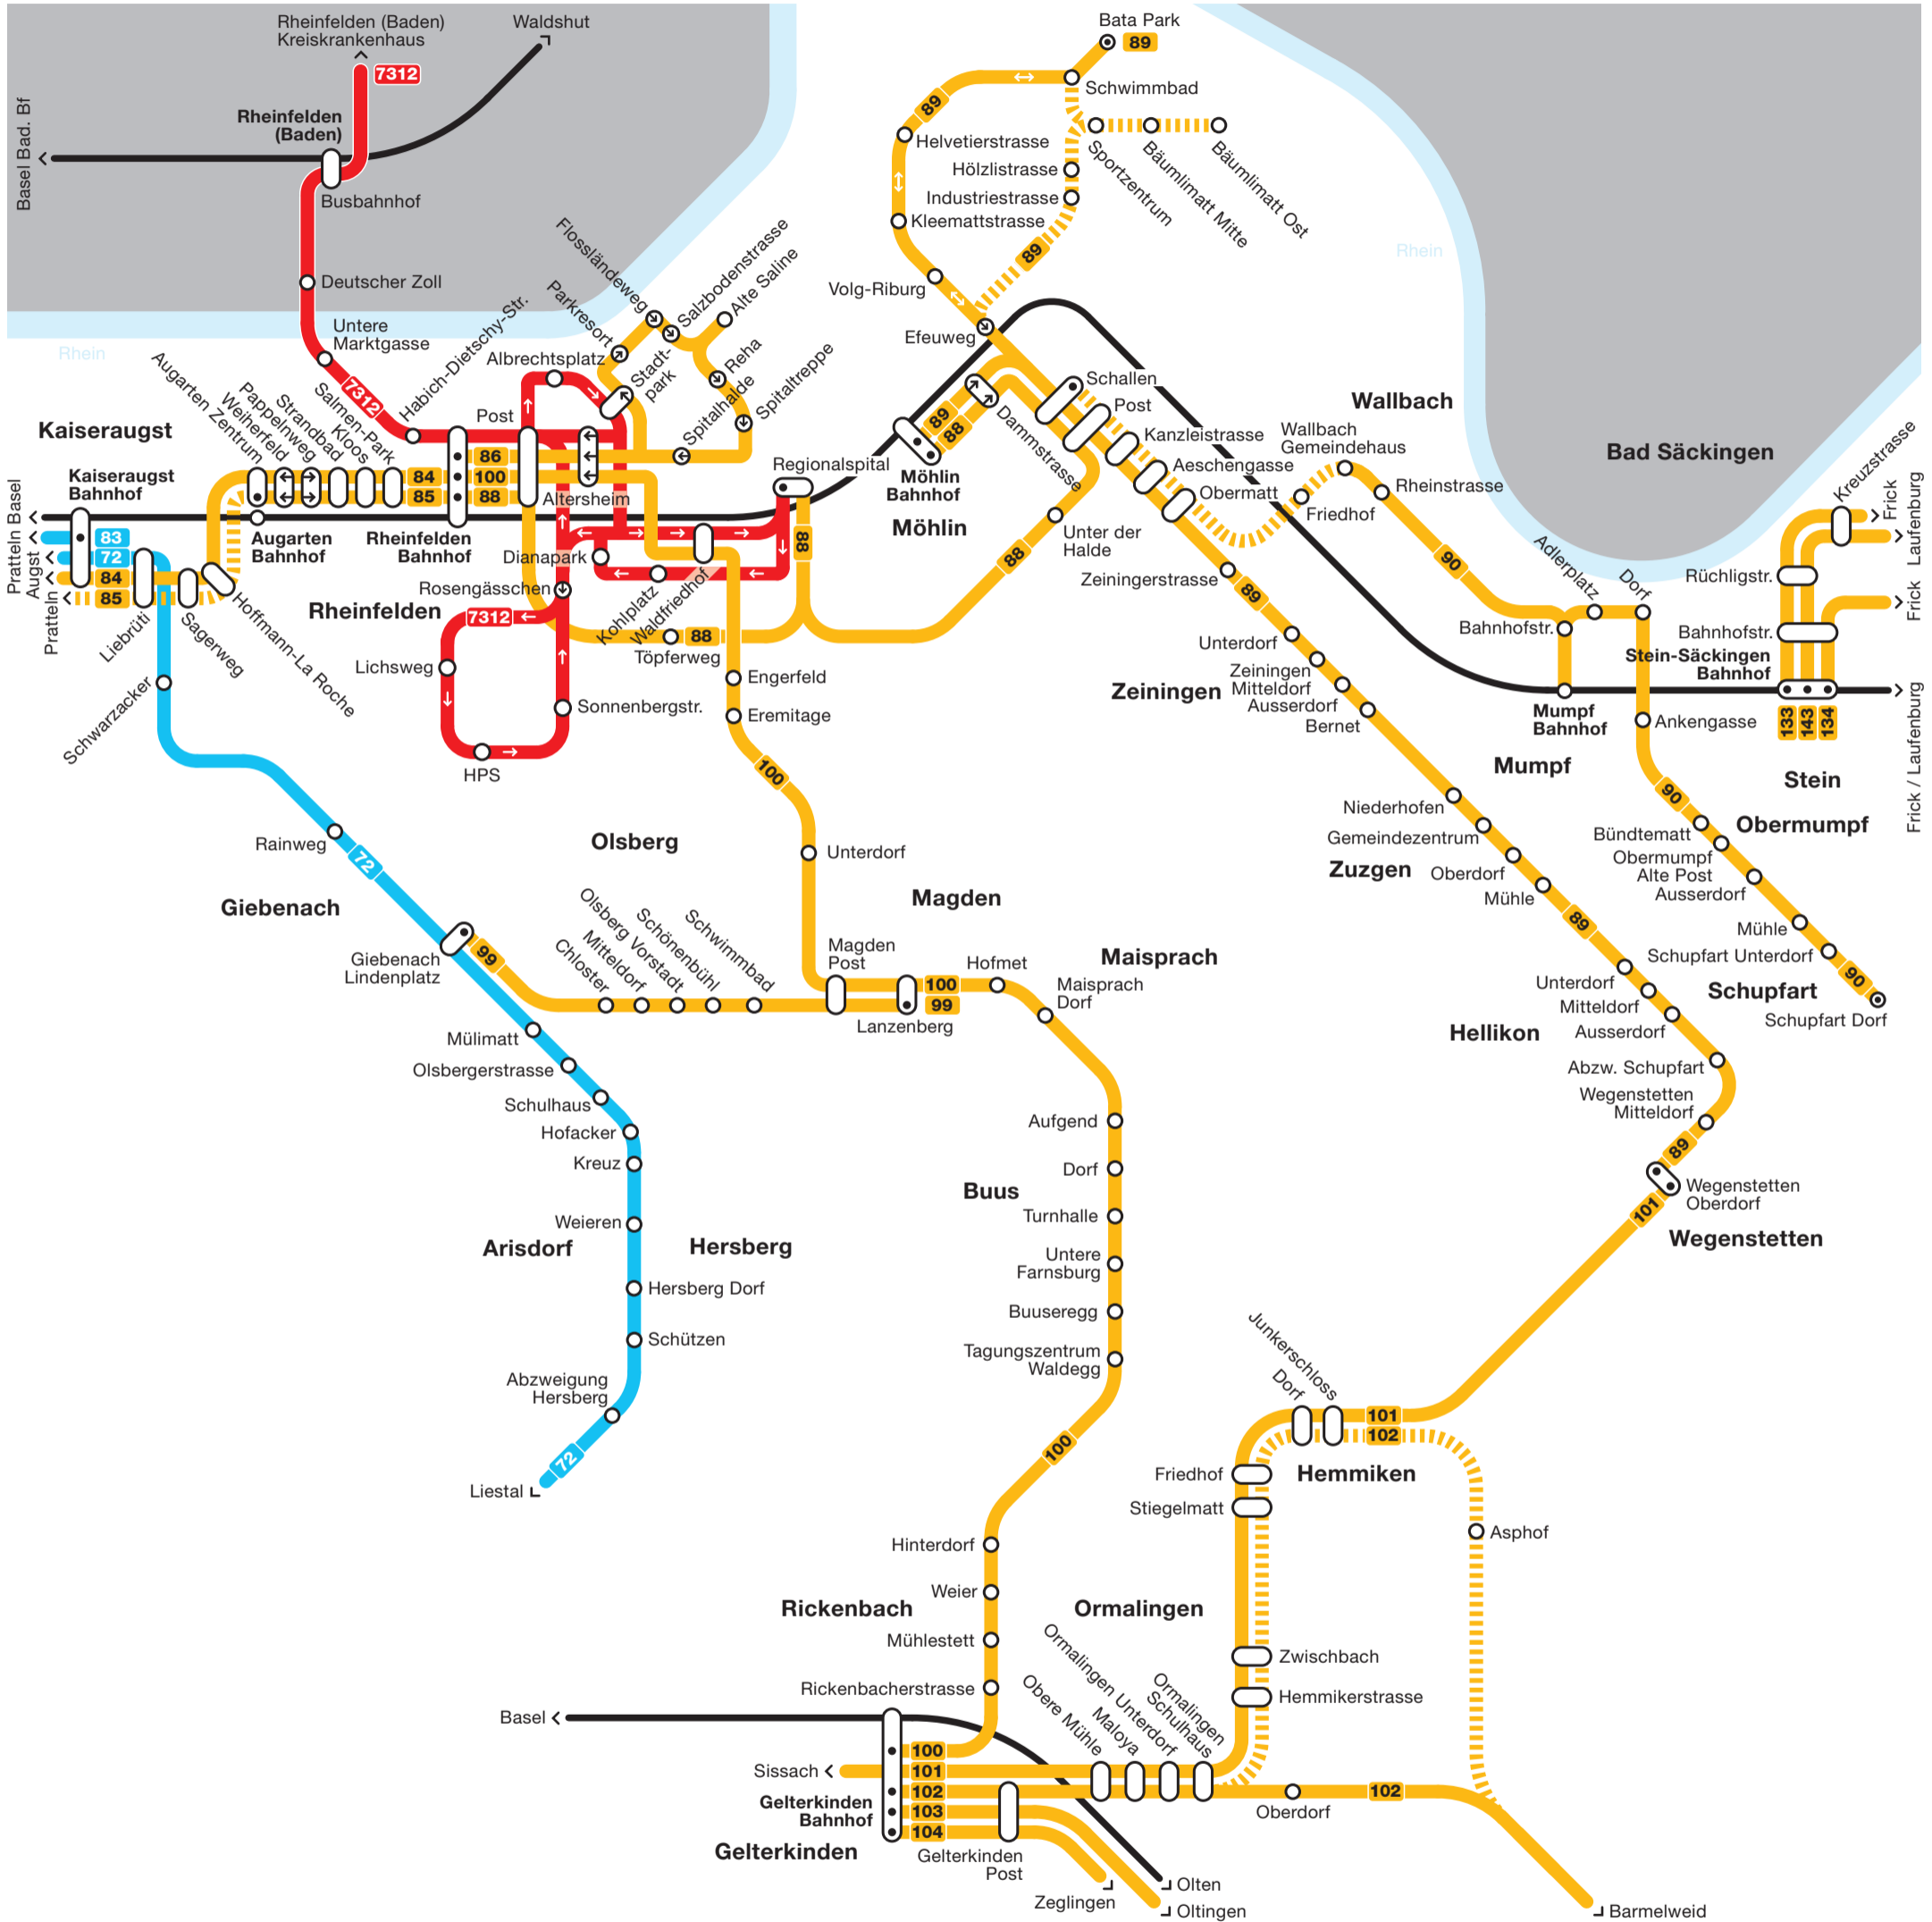 Rheinfelden (Baden)
Kreiskrankenhaus
7312
Waldshut
Rheinfelden
(Baden)
Basel Bad. Bf
Busbahnhof
Deutscher Zoll
Untere
Marktgasse
Rhein
7312
Habich-Dietschy-Str.
Salmen-Park
Kloos
Strandbad
Pappelnweg
Weiherfeld
Augarten Zentrum
Kaiseraugst
Kaiseraugst
Bahnhof
Pratteln Basel
Augst
Pratteln
83
72
84
85
Liebrüti
Sagerweg
Hoffmann-La Roche
Schwarzacker
Augarten
Bahnhof
Rheinfelden
Bahnhof
84
85
86
100
88
Post
Albrechtsplatz
Altersheim
Parkresort
Flossländeweg
Salzbodenstrasse
Alte Saline
Stadt-
park
Reha
Spitaltreppe
Spitalhalde
Regionalspital
88
Dianapark
Rosengässchen
Rheinfelden
7312
Kohlplatz
Waldfriedhof
88
Töpferweg
Lichsweg
Sonnenbergstr.
HPS
Engerfeld
Eremitage
100
Unterdorf
Bata Park
89
Schwimmbad
89
Helvetierstrasse
Hölzlistrasse
Industriestrasse
Kleemattstrasse
Sportzentrum
Bäumlimatt Mitte
Bäumlimatt Ost
89
Volg-Riburg
Efeuweg
Rhein
Schallen
Post
Kanzleistrasse
Aeschengasse
Obermatt
89
88
Dammstrasse
Möhlin
Bahnhof
Möhlin
Unter der
Halde
88
Zeiningerstrasse
89
Wallbach
Wallbach
Gemeindehaus
Friedhof
Rheinstrasse
90
Bad Säckingen
Adlerplatz
Dorf
Bahnhofstr.
Mumpf
Bahnhof
Ankengasse
Mumpf
90
Kreuzstrasse
Frick
Laufenburg
Frick
Frick / Laufenburg
Rüchligstr.
Bahnhofstr.
Stein-Säckingen
Bahnhof
133
143
134
Stein
Unterdorf
Zeiningen
Mitteldorf
Ausserdorf
Bernet
Zeiningen
Niederhofen
Gemeindezentrum
Oberdorf
Mühle
Zuzgen
89
Bündtematt
Obermumpf
Alte Post
Ausserdorf
Obermumpf
Mühle
Schupfart Unterdorf
90
Schupfart
Schupfart Dorf
Unterdorf
Mitteldorf
Ausserdorf
Hellikon
Abzw. Schupfart
Wegenstetten
Mitteldorf
89
Wegenstetten
Oberdorf
101
Wegenstetten
Rainweg
72
Giebenach
Giebenach
Lindenplatz
99
Olsberg
Chloster
Mitteldorf
Olsberg Vorstadt
Schönenbühl
Schwimmbad
Magden
Magden
Post
Lanzenberg
100
99
Hofmet
Maisprach
Maisprach
Dorf
Mülimatt
Olsbergerstrasse
Schulhaus
Hofacker
Kreuz
Weieren
Arisdorf
Hersberg
Hersberg Dorf
Schützen
Abzweigung
Hersberg
72
Liestal
Aufgend
Dorf
Buus
Turnhalle
Untere
Farnsburg
Buuseregg
Tagungszentrum
Waldegg
100
Hinterdorf
Weier
Rickenbach
Mühlestett
Rickenbacherstrasse
Junkerschloss
Dorf
101
102
Hemmiken
Friedhof
Stiegelmatt
Asphof
Ormalingen
Zwischbach
Hemmikerstrasse
Ormalingen
Schulhaus
Ormalingen Unterdorf
Maloya
Obere Mühle
Basel
Sissach
100
101
102
103
104
Gelterkinden
Bahnhof
Gelterkinden
Gelterkinden
Post
Oberdorf
102
Zeglingen
Olten
Oltingen
Barmelweid